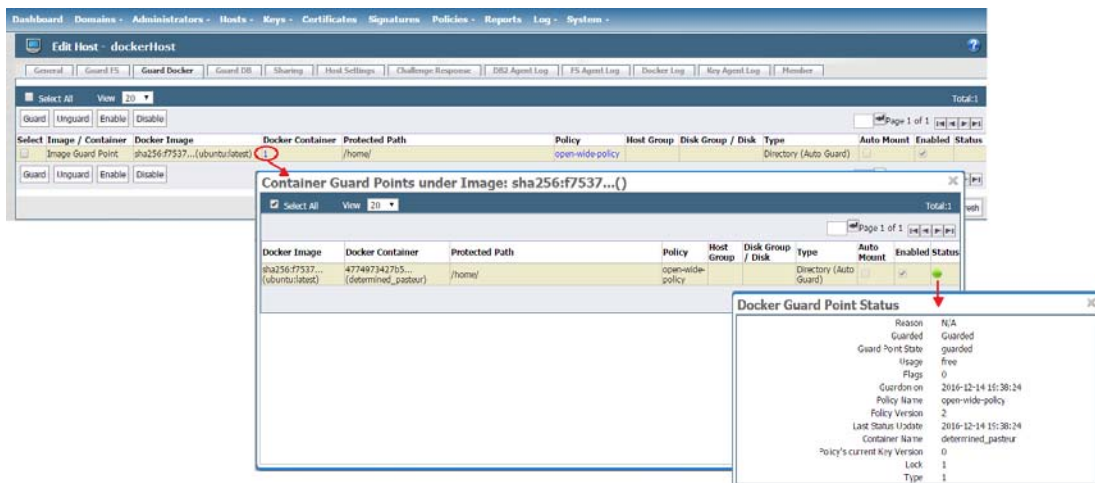 Dashboard Domains Administrators Hosts Keys Certificates Signatures Policies Reports Log System
Edit Host - dockerHost
General Guard FS Guard Docker Guard DB Sharing Host Settings Challenge Response DB2 Agent Log FS Agent Log Docker Log Key Agent Log Member
Select All View 20 Total:1
Guard Unguard Enable Disable Page 1 of 1
Select Image / Container Docker Image Docker Container Protected Path Policy Host Group Disk Group / Disk Type Auto Mount Enabled Status
Image Guard Point sha256:f7537...(ubuntu:latest) 1 /home/ open-wide-policy Directory (Auto Guard)
Guard Unguard Enable Disable
Container Guard Points under Image: sha256:f7537...()
Select All View 20 Total:1
Page 1 of 1
Docker Image Docker Container Protected Path Policy Host Group Disk Group / Disk Type Auto Mount Enabled Status
sha256:f7537... (ubuntu:latest) 4774973427b5... (determined_pasteur) /home/ open-wide-policy Directory (Auto Guard)
Docker Guard Point Status
Reason N/A
Guarded Guarded
Guard Point State guarded
Usage free
Flags 0
Guardon on 2016-12-14 19:38:24
Policy Name open-wide-policy
Policy Version 2
Last Status Update 2016-12-14 19:38:24
Container Name determined_pasteur
Policy's current Key Version 0
Lock 1
Type 1